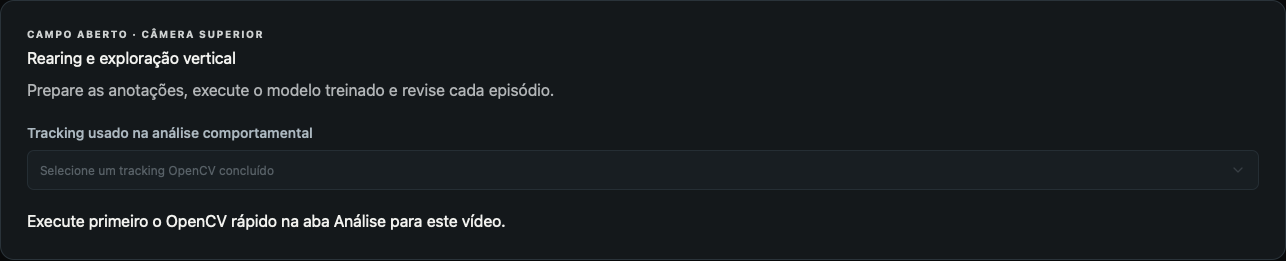 CAMPO ABERTO · CÂMERA SUPERIOR
Rearing e exploração vertical
Prepare as anotações, execute o modelo treinado e revise cada episódio.
Tracking usado na análise comportamental
Selecione um tracking OpenCV concluído
Execute primeiro o OpenCV rápido na aba Análise para este vídeo.